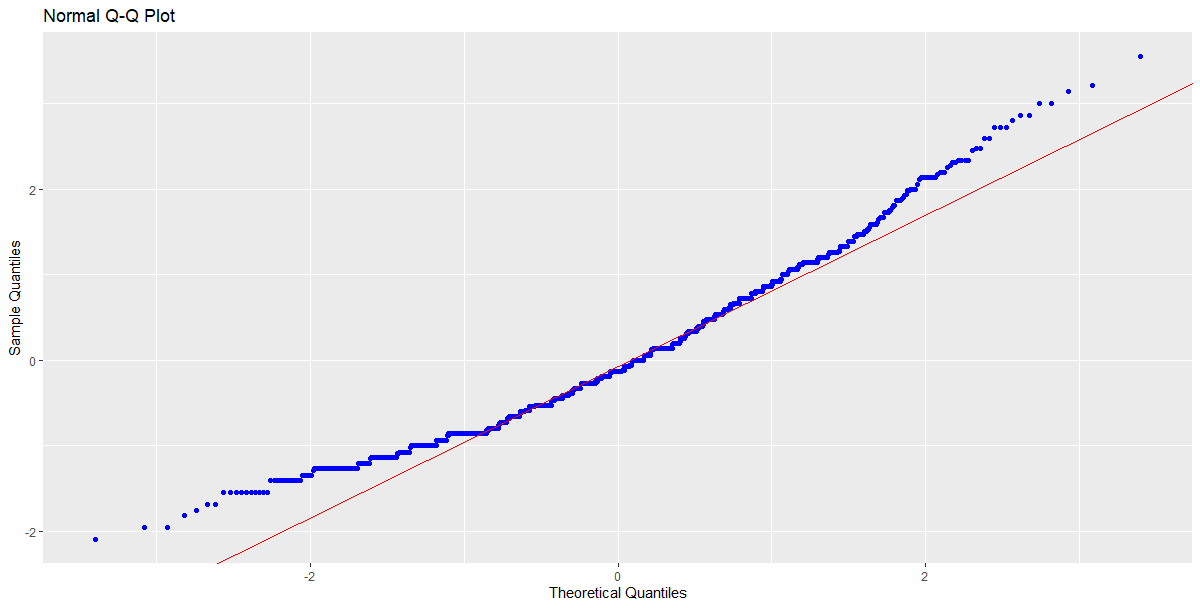 Normal Q-Q Plot
Sample Quantiles
2
0
-2
-2 0 2
Theoretical Quantiles